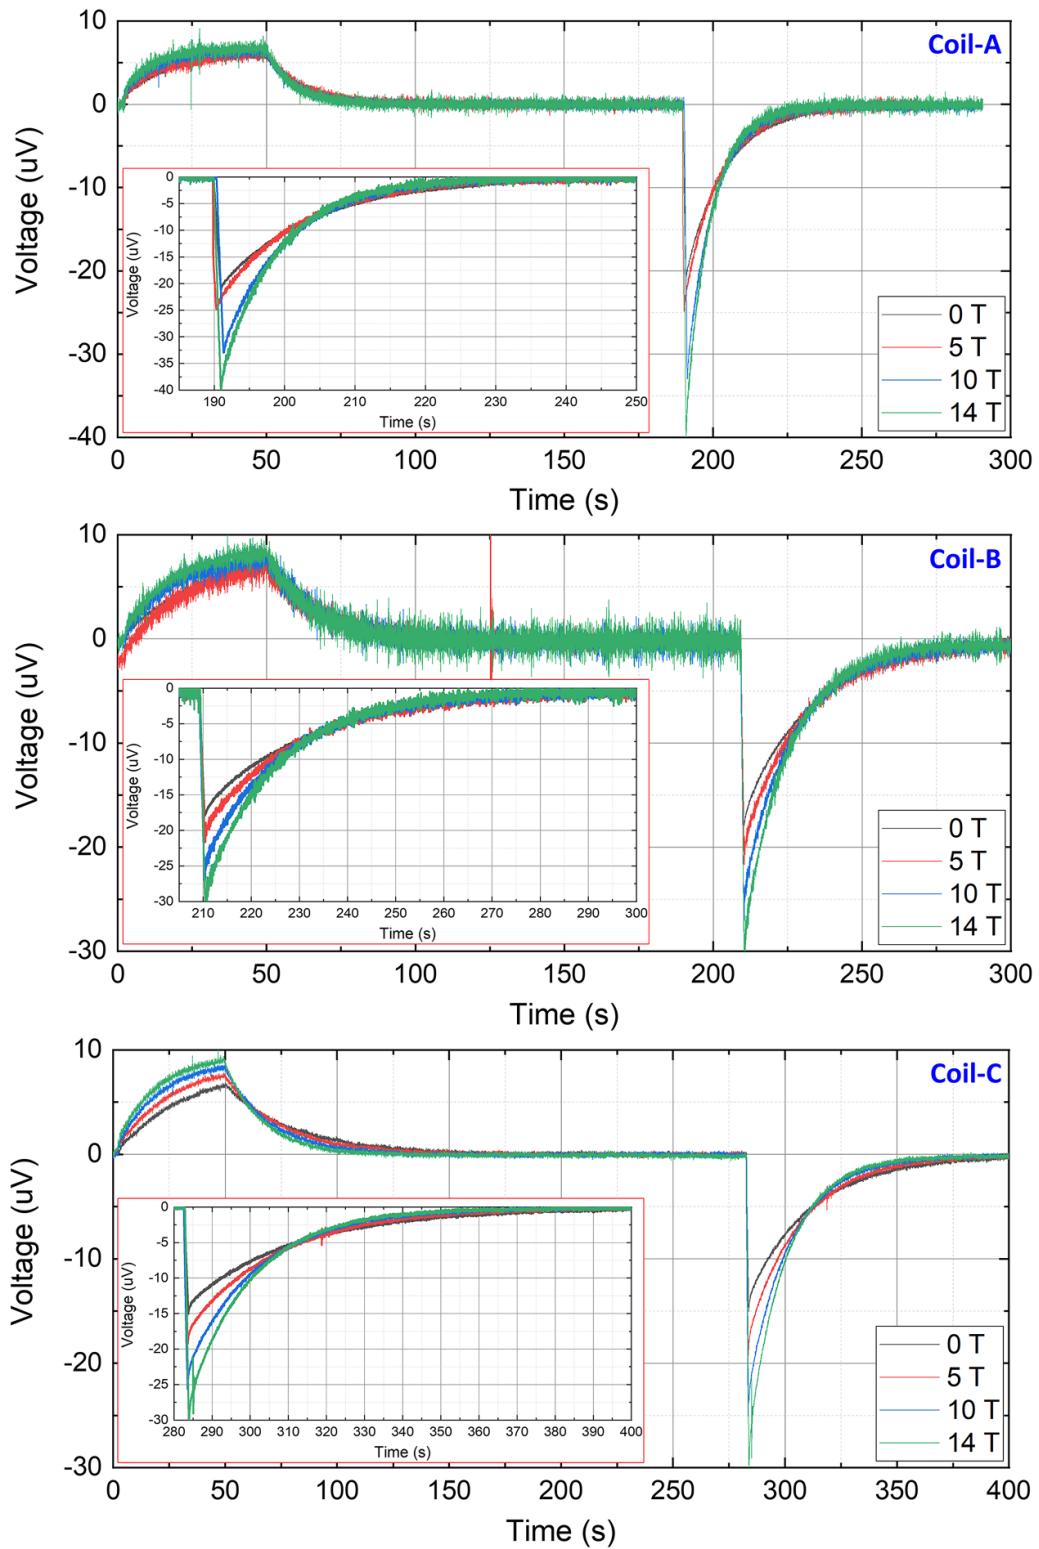 10
0
-10
-20
-30
-40
Voltage (uV)
Coil-A
0
-5
-10
-15
-20
-25
-30
-35
-40
Voltage (uV)
190 200 210 220 230 240 250
Time (s)
0 T
5 T
10 T
14 T
0 50 100 150 200 250 300
Time (s)
10
0
-10
-20
-30
Voltage (uV)
Coil-B
0
-5
-10
-15
-20
-25
-30
Voltage (uV)
210 220 230 240 250 260 270 280 290 300
Time (s)
0 T
5 T
10 T
14 T
0 50 100 150 200 250 300
Time (s)
10
0
-10
-20
-30
Voltage (uV)
Coil-C
0
-5
-10
-15
-20
-25
-30
Voltage (uV)
280 290 300 310 320 330 340 350 360 370 380 390 400
Time (s)
0 T
5 T
10 T
14 T
0 50 100 150 200 250 300 350 400
Time (s)